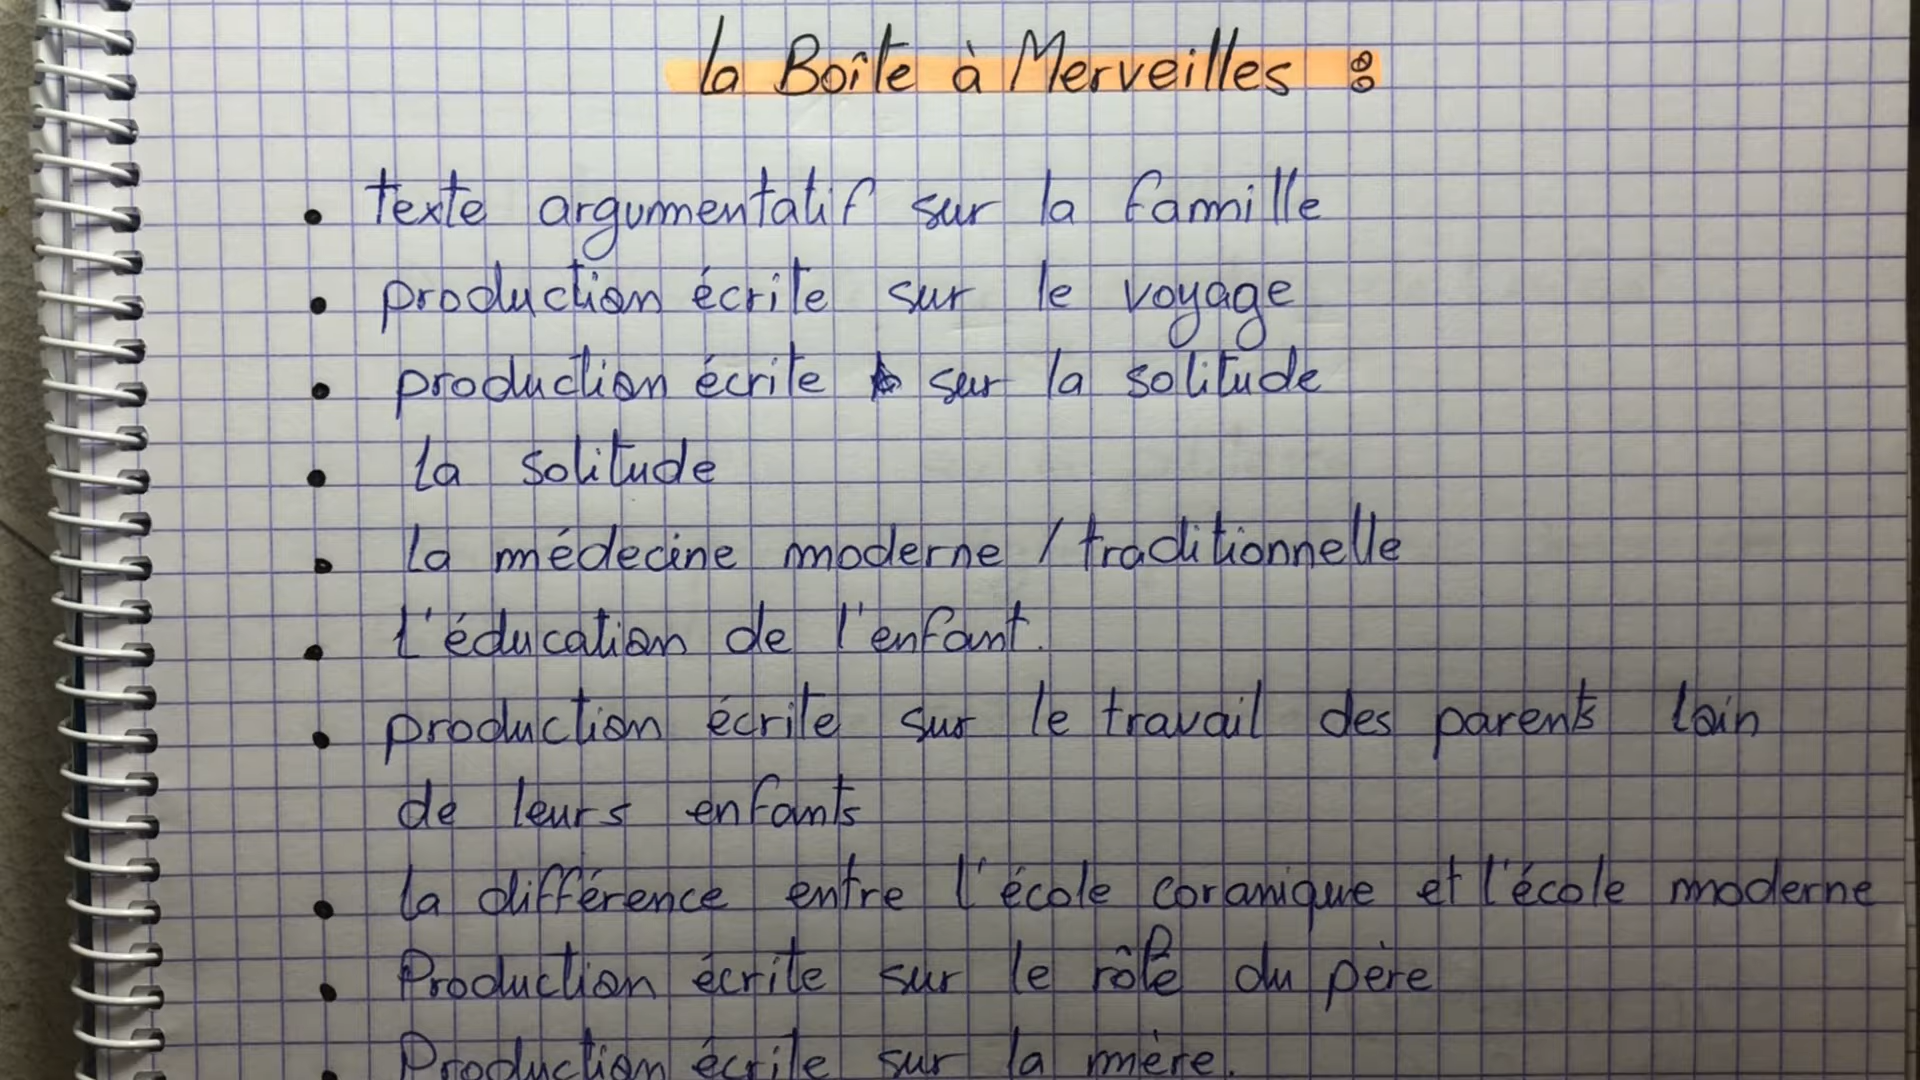 la Boîte à Merveilles :
• texte argumentatif sur la famille
• production écrite sur le voyage
• production écrite sur la solitude
• la solitude
• la médecine moderne / traditionnelle
• l'éducation de l'enfant.
• production écrite sur le travail des parents loin
de leurs enfants
• la différence entre l'école coranique et l'école moderne
• Production écrite sur le rôle du père
• Production écrite sur la mère.